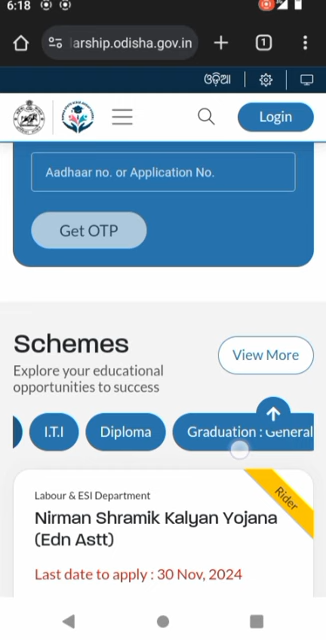 6:18
arship.odisha.gov.in
1
ଓଡ଼ିଆ
Login
Aadhaar no. or Application No.
Get OTP
Schemes
View More
Explore your educational
opportunities to success
I.T.I
Diploma
Graduation : General
Rider
Labour & ESI Department
Nirman Shramik Kalyan Yojana
(Edn Astt)
Last date to apply : 30 Nov, 2024